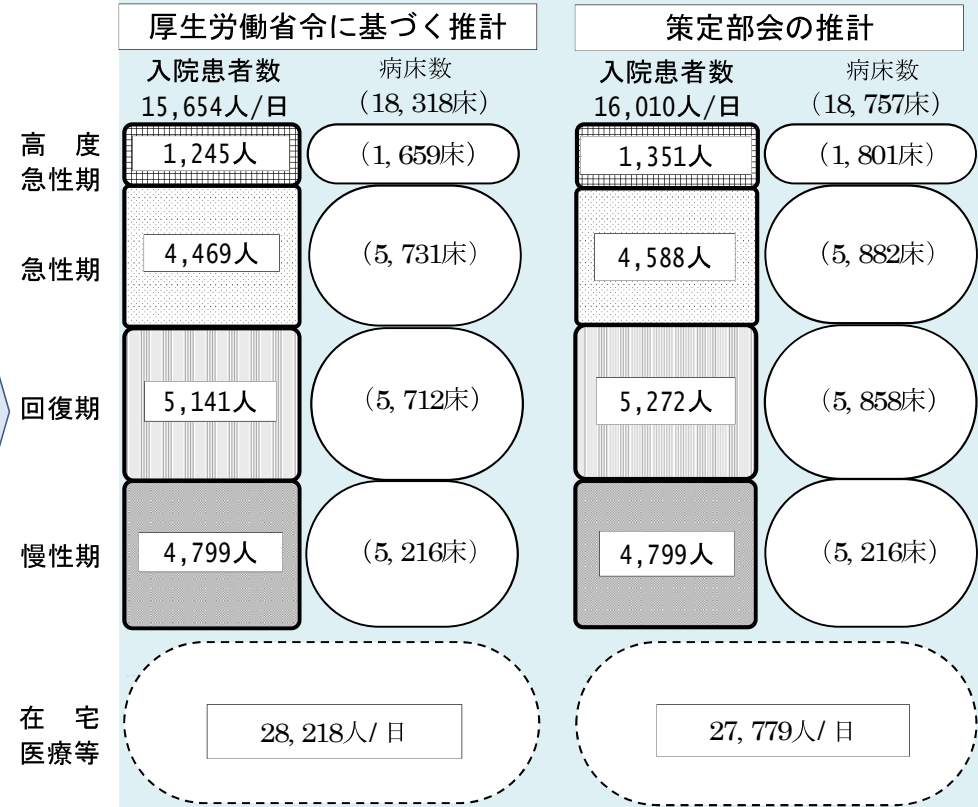 厚生労働省令に基づく推計
策定部会の推計
入院患者数
病床数
入院患者数
病床数
15,654人/日
(18,318床)
16,010人/日
(18,757床)
高 度
急性期
1,245人
(1,659床)
1,351人
(1,801床)
急性期
4,469人
(5,731床)
4,588人
(5,882床)
回復期
5,141人
(5,712床)
5,272人
(5,858床)
慢性期
4,799人
(5,216床)
4,799人
(5,216床)
在 宅
医療等
28,218人/日
27,779人/日